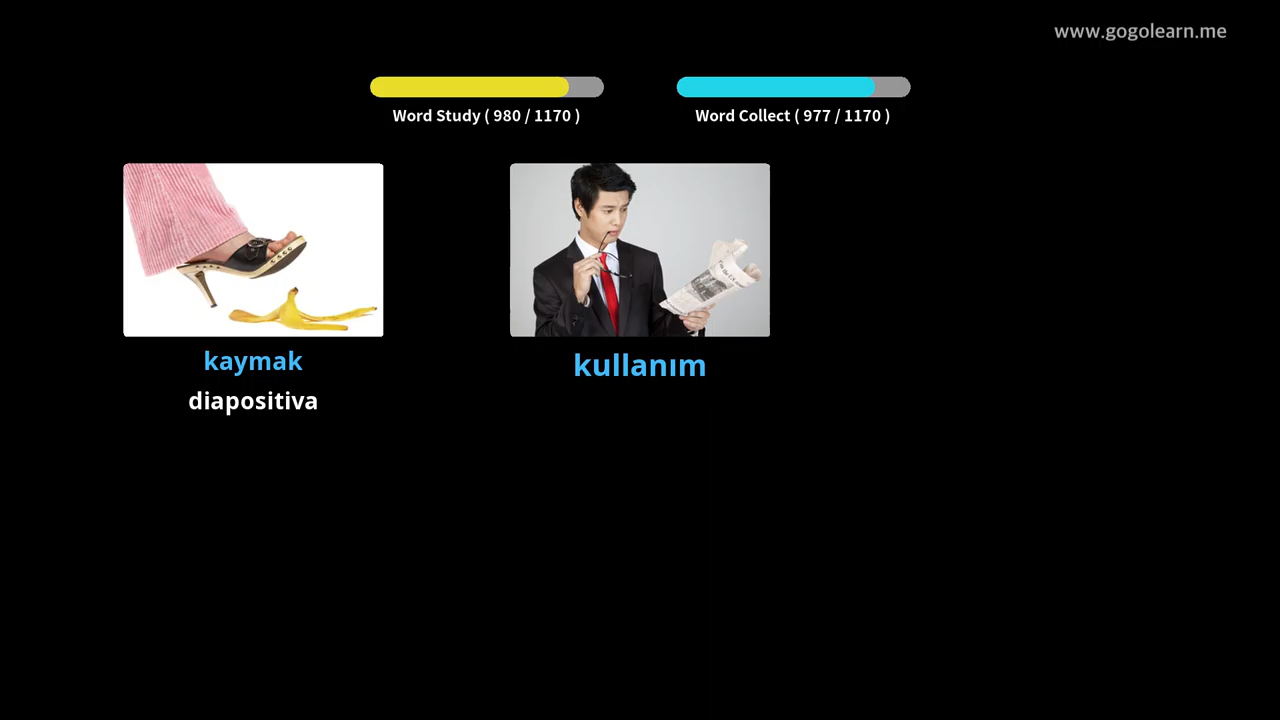 www.gogolearn.me
Word Study ( 980 / 1170 )
Word Collect ( 977 / 1170 )
kaymak
diapositiva
kullanım